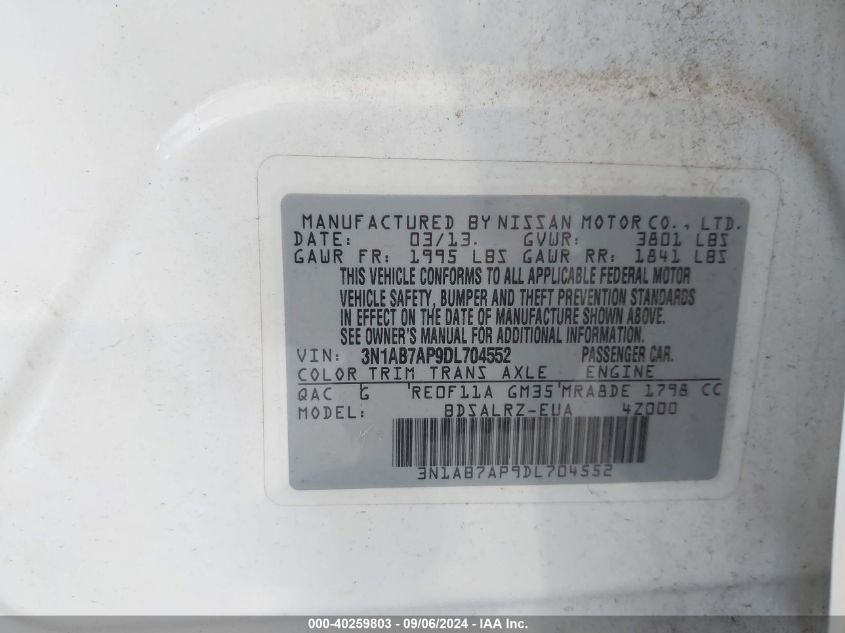 MANUFACTURED BY NISSAN MOTOR CO., LTD.
DATE: 03/13. GVWR: 3801 LBS
GAWR FR: 1995 LBS GAWR RR: 1841 LBS
THIS VEHICLE CONFORMS TO ALL APPLICABLE FEDERAL MOTOR
VEHICLE SAFETY, BUMPER AND THEFT PREVENTION STANDARDS
IN EFFECT ON THE DATE OF MANUFACTURE SHOWN ABOVE.
SEE OWNER'S MANUAL FOR ADDITIONAL INFORMATION.
VIN: 3N1AB7AP9DL704552 PASSENGER CAR.
COLOR TRIM TRANS AXLE ENGINE
QAC G RE0F11A GM35 MRA8DE 1798 CC
MODEL: BDSALRZ-EUA 4Z000
3N1AB7AP9DL704552
000-40259803 - 09/06/2024 - IAA Inc.